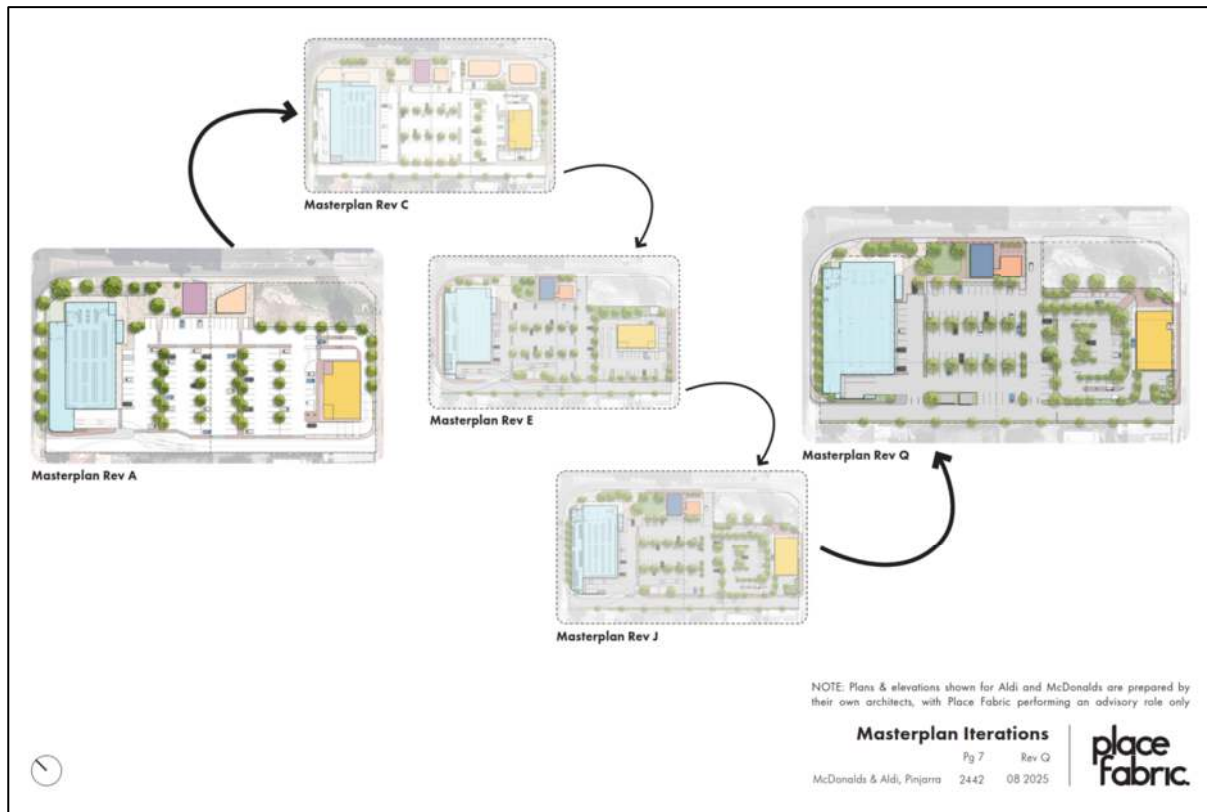 Masterplan Rev C
Masterplan Rev A
Masterplan Rev E
Masterplan Rev Q
Masterplan Rev J
NOTE: Plans & elevations shown for Aldi and McDonalds are prepared by
their own architects, with Place Fabric performing an advisory role only
Masterplan Iterations
Pg 7 Rev Q
McDonalds & Aldi, Pinjarra 2442 08 2025
place
fabric.